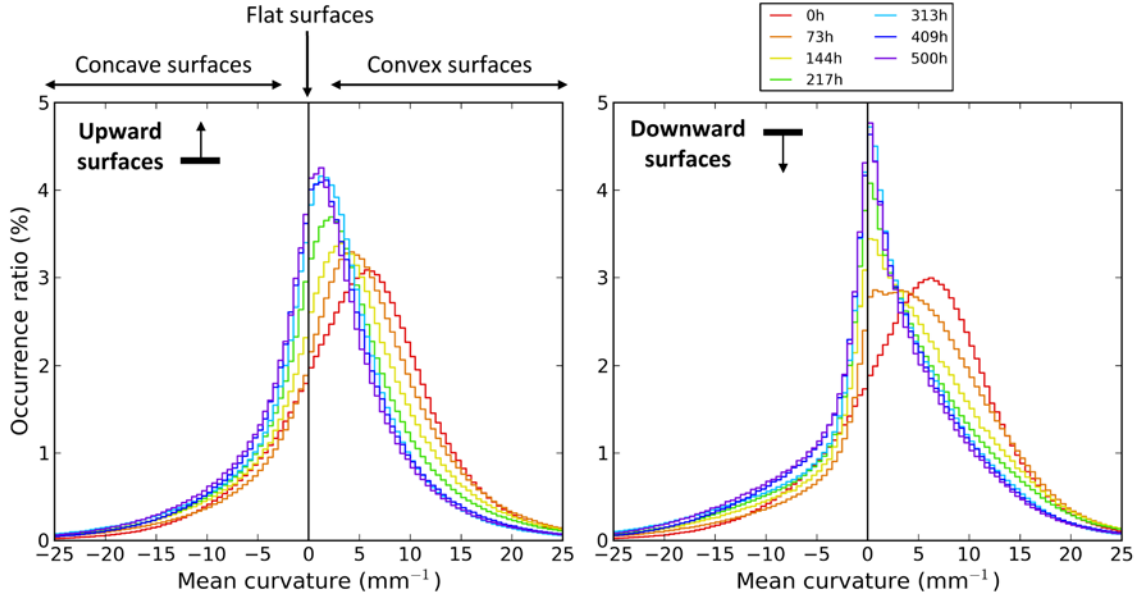 Flat surfaces
Concave surfaces
Convex surfaces
0h
73h
144h
217h
313h
409h
500h
Upward
surfaces
Downward
surfaces
Occurrence ratio (%)
5
4
3
2
1
0
−25 −20 −15 −10 −5 0 5 10 15 20 25
Mean curvature (mm⁻¹)
5
4
3
2
1
0
−25 −20 −15 −10 −5 0 5 10 15 20 25
Mean curvature (mm⁻¹)